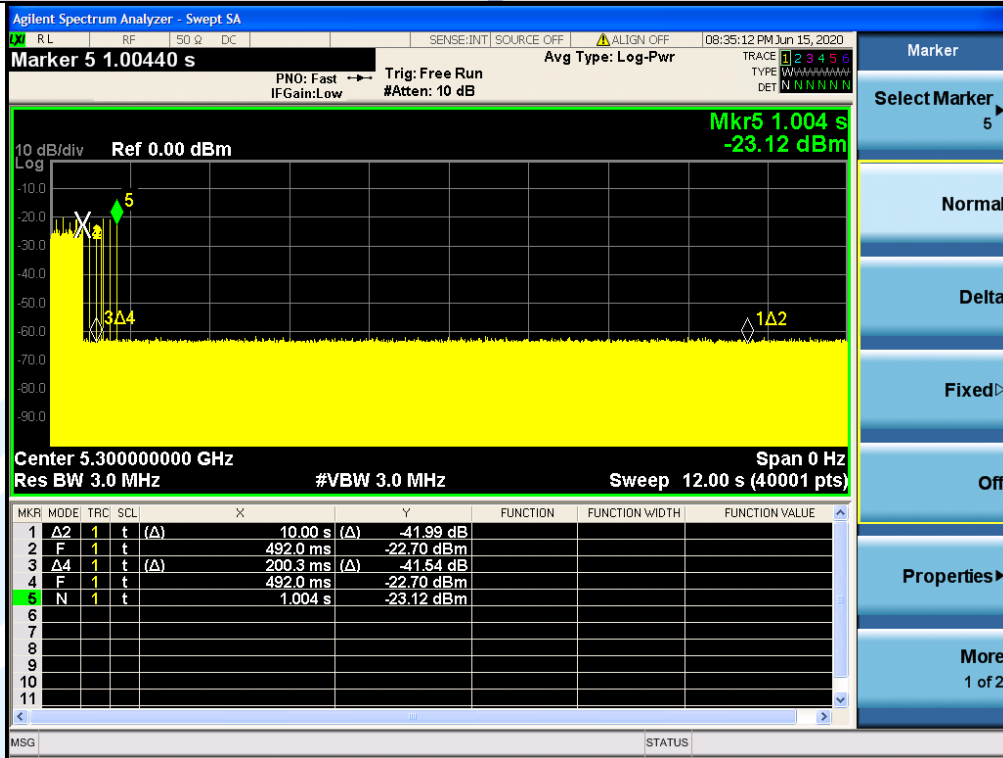 Agilent Spectrum Analyzer - Swept SA
LXI RL RF 50 Ω DC SENSE:INT SOURCE OFF ALIGN OFF 08:35:12 PM Jun 15, 2020
Marker 5 1.00440 s
PNO: Fast
IFGain:Low
Trig: Free Run
#Atten: 10 dB
Avg Type: Log-Pwr
TRACE 1 2 3 4 5 6
TYPE W
DET N N N N N N
Mkr5 1.004 s
-23.12 dBm
10 dB/div Ref 0.00 dBm
Log
-10.0
-20.0
-30.0
-40.0
-50.0
-60.0
-70.0
-80.0
-90.0
5
2
3Δ4
1Δ2
Center 5.300000000 GHz Span 0 Hz
Res BW 3.0 MHz #VBW 3.0 MHz Sweep 12.00 s (40001 pts)
MKR MODE TRC SCL X Y FUNCTION FUNCTION WIDTH FUNCTION VALUE
1 Δ2 1 t (Δ) 10.00 s (Δ) -41.99 dB
2 F 1 t 492.0 ms -22.70 dBm
3 Δ4 1 t (Δ) 200.3 ms (Δ) -41.54 dB
4 F 1 t 492.0 ms -22.70 dBm
5 N 1 t 1.004 s -23.12 dBm
6
7
8
9
10
11
MSG STATUS
Marker
Select Marker
5
Normal
Delta
Fixed
Off
Properties
More
1 of 2